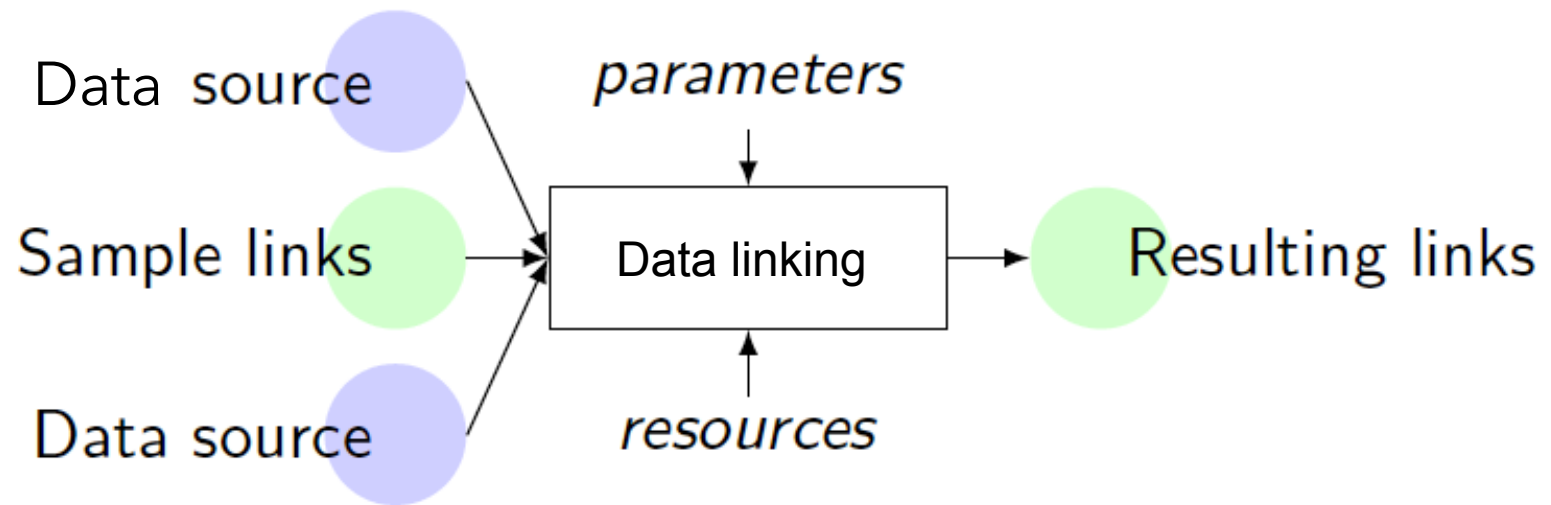 Data source
parameters
Sample links
Data linking
Resulting links
Data source
resources